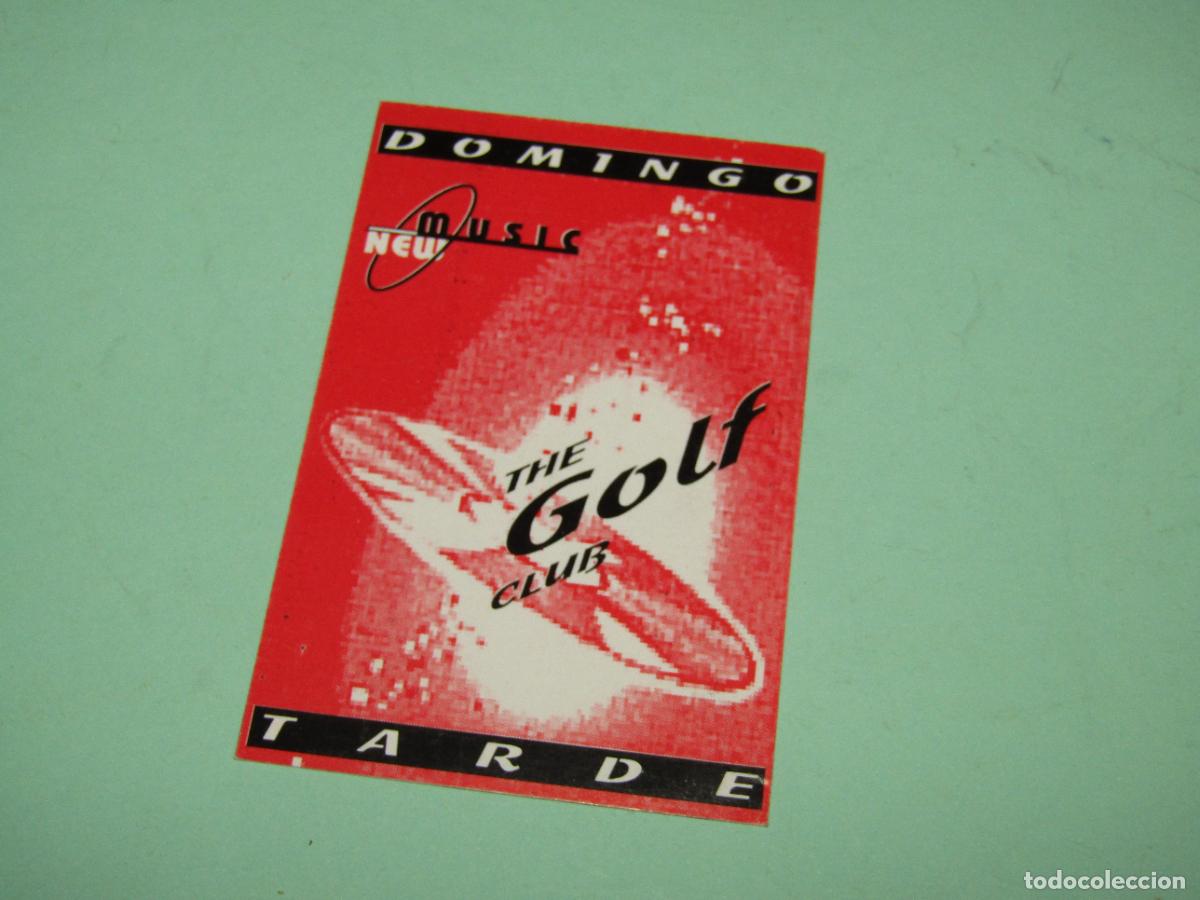 DOMINGO
MUSIC
NEW
THE
Golf
CLUB
TARDE
todocoleccion